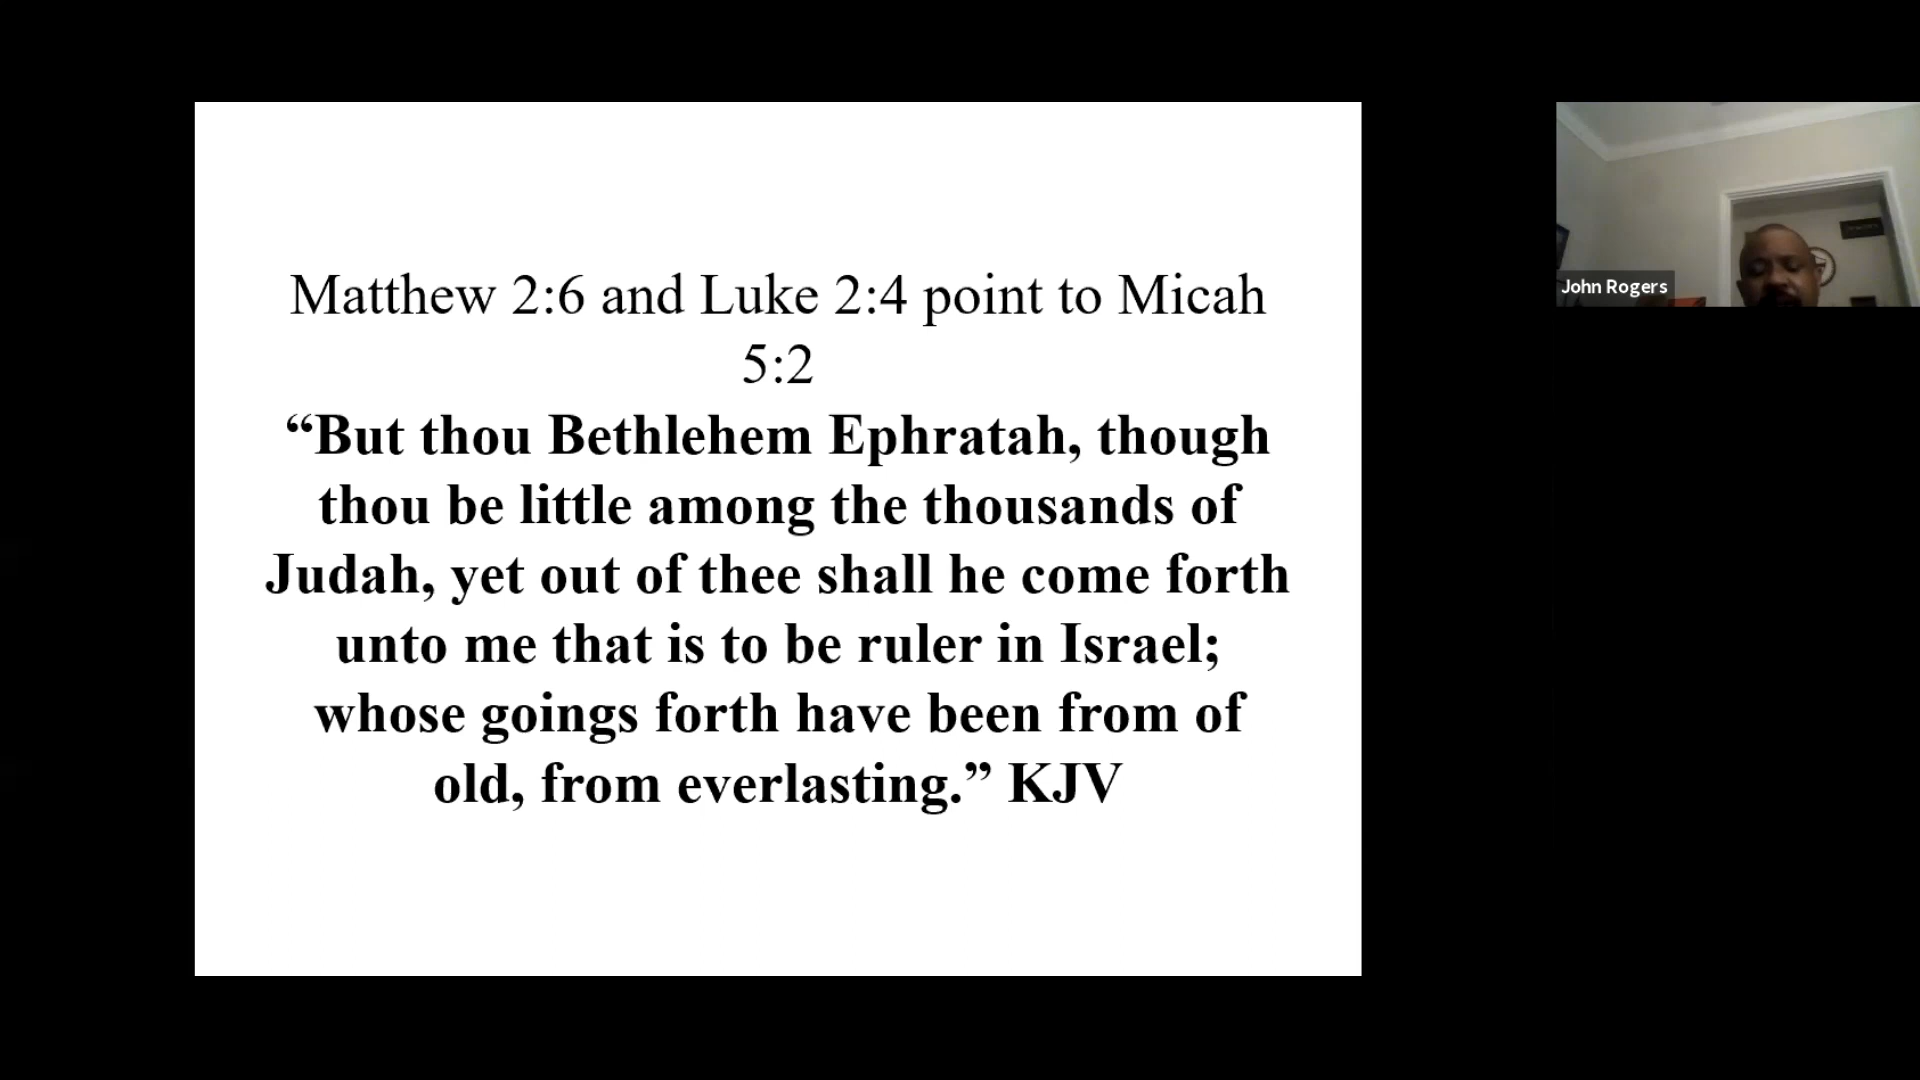 Matthew 2:6 and Luke 2:4 point to Micah
5:2
“But thou Bethlehem Ephratah, though
thou be little among the thousands of
Judah, yet out of thee shall he come forth
unto me that is to be ruler in Israel;
whose goings forth have been from of
old, from everlasting.” KJV
John Rogers